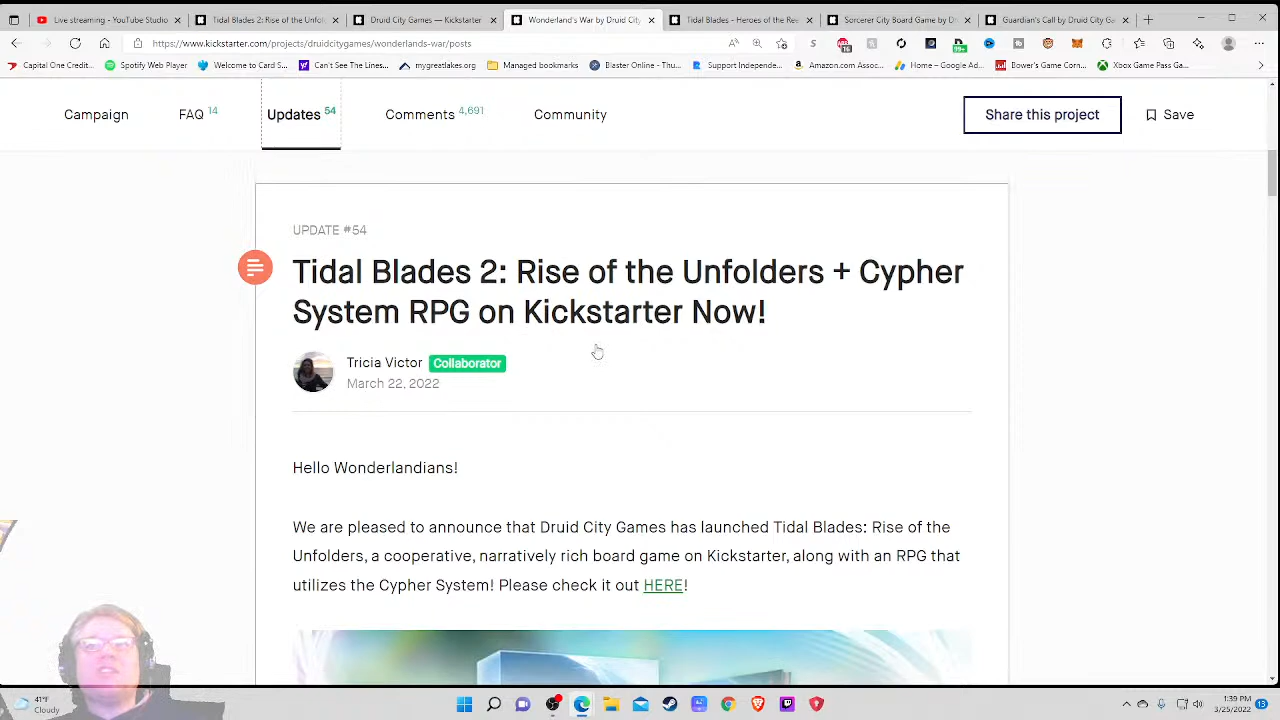 Live streaming - YouTube Studio
Tidal Blades 2: Rise of the Unfol
Druid City Games — Kickstarter
Wonderland's War by Druid City
Tidal Blades – Heroes of the Ree
Sorcerer City Board Game by Dr
Guardian's Call by Druid City Ga
https://www.kickstarter.com/projects/druidcitygames/wonderlands-war/posts
Capital One Credit...
Spotify Web Player
Welcome to Card S...
Can't See The Lines...
mygreatlakes.org
Managed bookmarks
Blaster Online - Thu...
Support Independe...
Amazon.com Assoc...
Home – Google Ad...
Bower's Game Corn...
Xbox Game Pass Ga...
Campaign
FAQ 14
Updates 54
Comments 4,691
Community
Share this project
Save
UPDATE #54
Tidal Blades 2: Rise of the Unfolders + Cypher
System RPG on Kickstarter Now!
Tricia Victor Collaborator
March 22, 2022
Hello Wonderlandians!
We are pleased to announce that Druid City Games has launched Tidal Blades: Rise of the
Unfolders, a cooperative, narratively rich board game on Kickstarter, along with an RPG that
utilizes the Cypher System! Please check it out HERE!
41°F
Cloudy
1:39 PM
3/25/2022